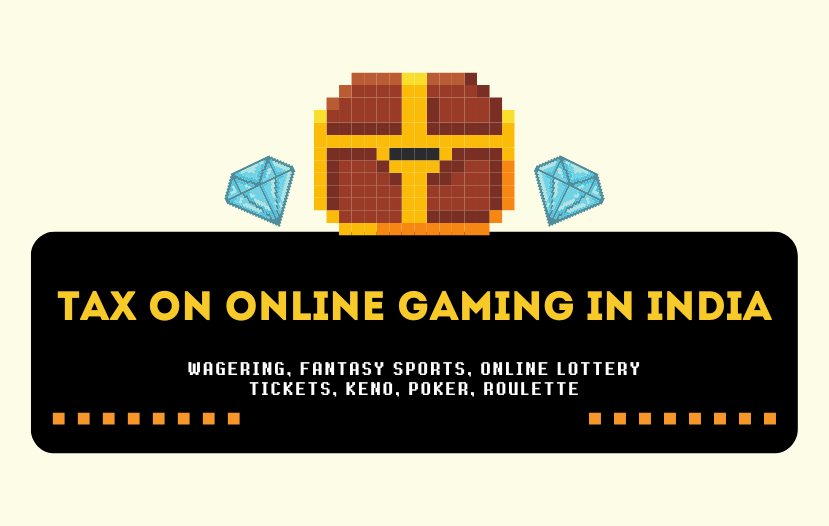 TAX ON ONLINE GAMING IN INDIA
WAGERING, FANTASY SPORTS, ONLINE LOTTERY
TICKETS, KENO, POKER, ROULETTE